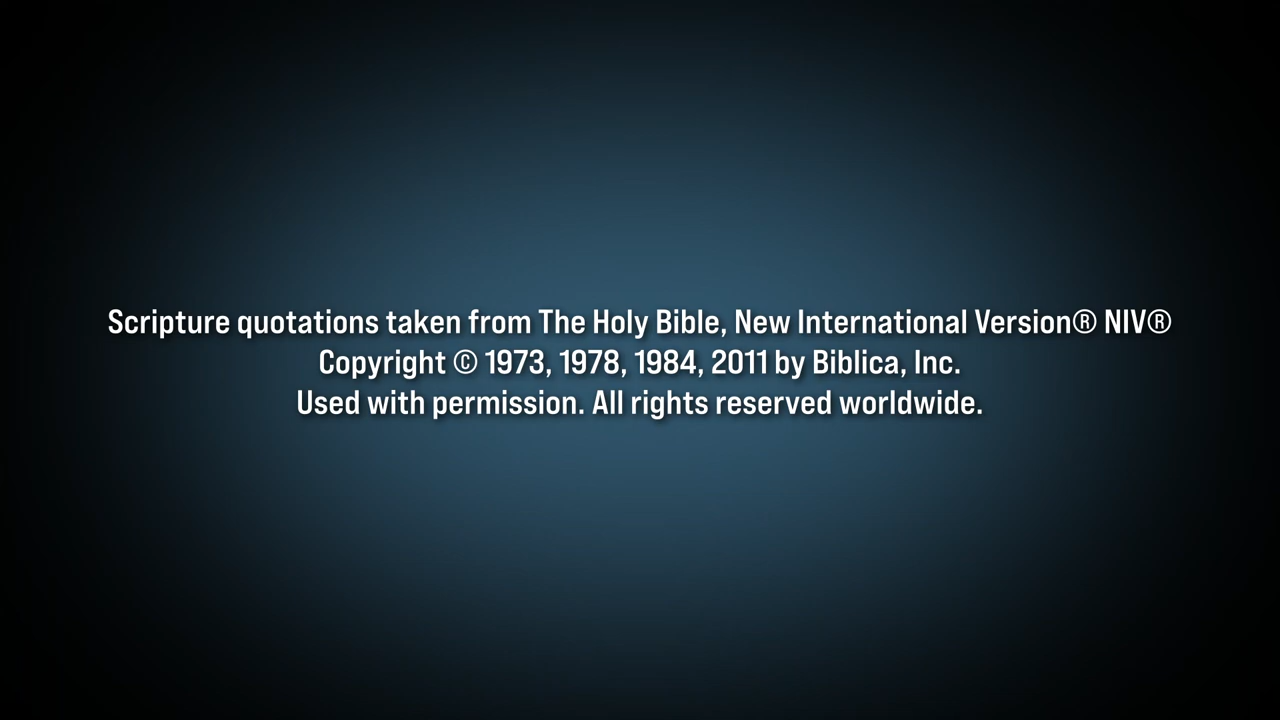 Scripture quotations taken from The Holy Bible, New International Version® NIV®
Copyright © 1973, 1978, 1984, 2011 by Biblica, Inc.
Used with permission. All rights reserved worldwide.